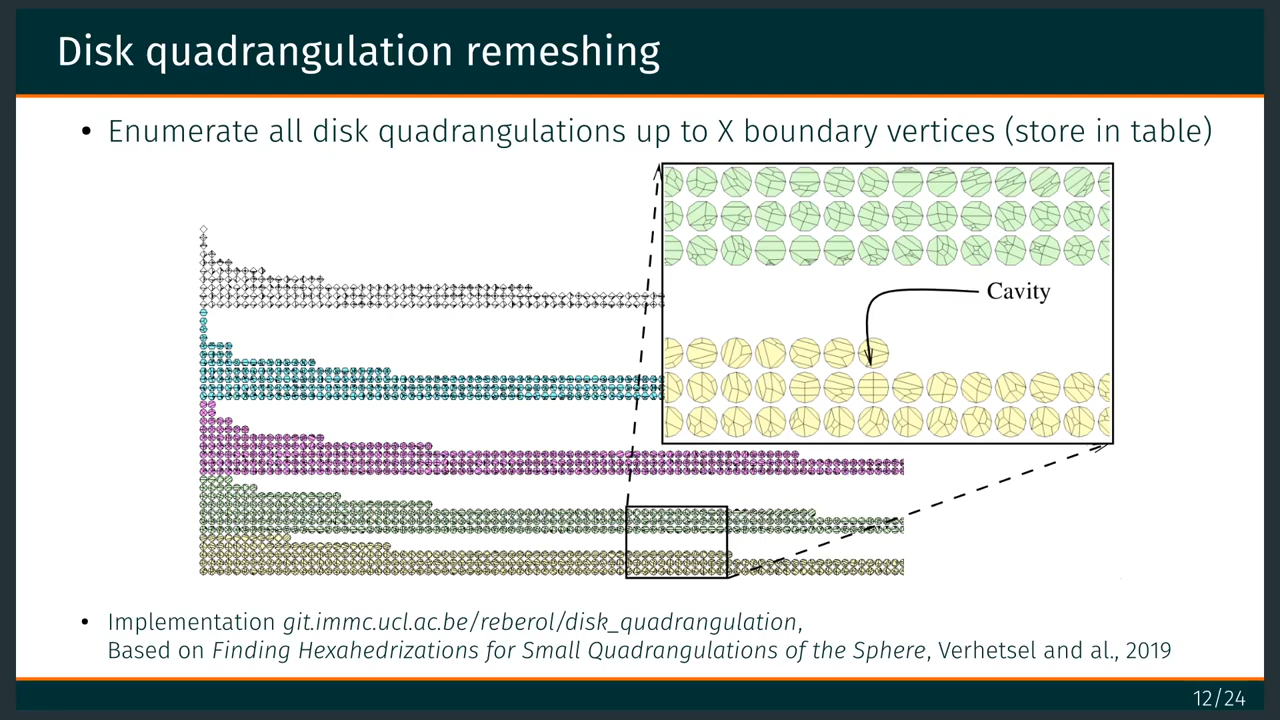 Disk quadrangulation remeshing
• Enumerate all disk quadrangulations up to X boundary vertices (store in table)
Cavity
• Implementation git.immc.ucl.ac.be/reberol/disk_quadrangulation,
Based on Finding Hexahedrizations for Small Quadrangulations of the Sphere, Verhetsel and al., 2019
12/24